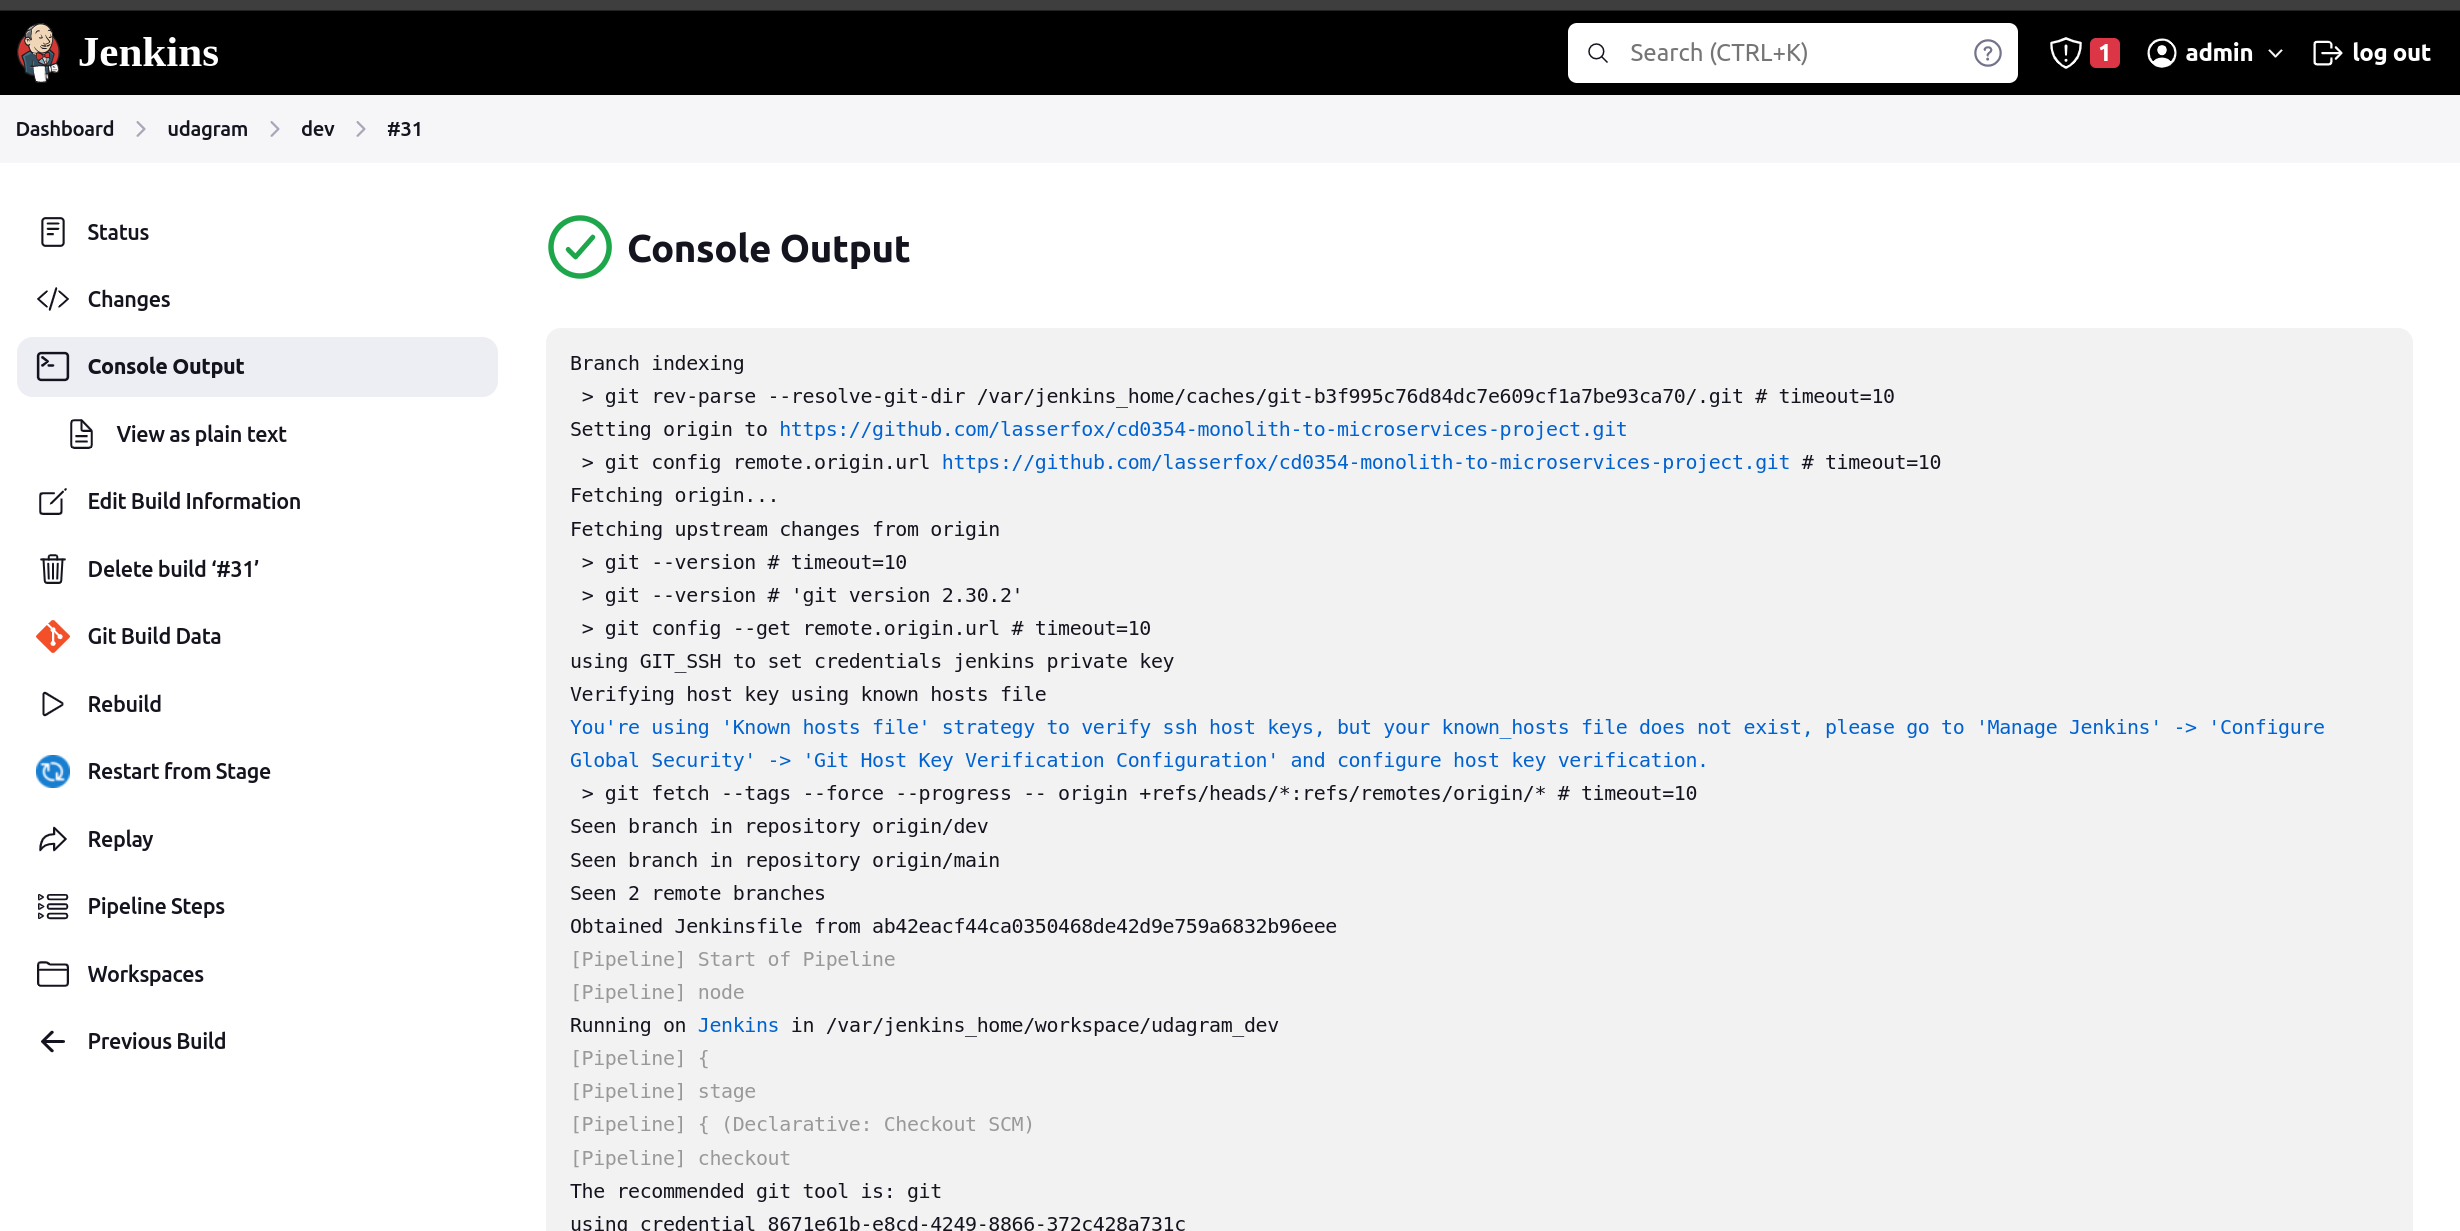 Jenkins
Search (CTRL+K)
1
admin
log out
Dashboard
udagram
dev
#31
Status
Changes
Console Output
View as plain text
Edit Build Information
Delete build ‘#31’
Git Build Data
Rebuild
Restart from Stage
Replay
Pipeline Steps
Workspaces
Previous Build
Console Output
Branch indexing
> git rev-parse --resolve-git-dir /var/jenkins_home/caches/git-b3f995c76d84dc7e609cf1a7be93ca70/.git # timeout=10
Setting origin to https://github.com/lasserfox/cd0354-monolith-to-microservices-project.git
> git config remote.origin.url https://github.com/lasserfox/cd0354-monolith-to-microservices-project.git # timeout=10
Fetching origin...
Fetching upstream changes from origin
> git --version # timeout=10
> git --version # 'git version 2.30.2'
> git config --get remote.origin.url # timeout=10
using GIT_SSH to set credentials jenkins private key
Verifying host key using known hosts file
You're using 'Known hosts file' strategy to verify ssh host keys, but your known_hosts file does not exist, please go to 'Manage Jenkins' -> 'Configure
Global Security' -> 'Git Host Key Verification Configuration' and configure host key verification.
> git fetch --tags --force --progress -- origin +refs/heads/*:refs/remotes/origin/* # timeout=10
Seen branch in repository origin/dev
Seen branch in repository origin/main
Seen 2 remote branches
Obtained Jenkinsfile from ab42eacf44ca0350468de42d9e759a6832b96eee
[Pipeline] Start of Pipeline
[Pipeline] node
Running on Jenkins in /var/jenkins_home/workspace/udagram_dev
[Pipeline] {
[Pipeline] stage
[Pipeline] { (Declarative: Checkout SCM)
[Pipeline] checkout
The recommended git tool is: git
using credential 8671e61b-e8cd-4249-8866-372c428a731c